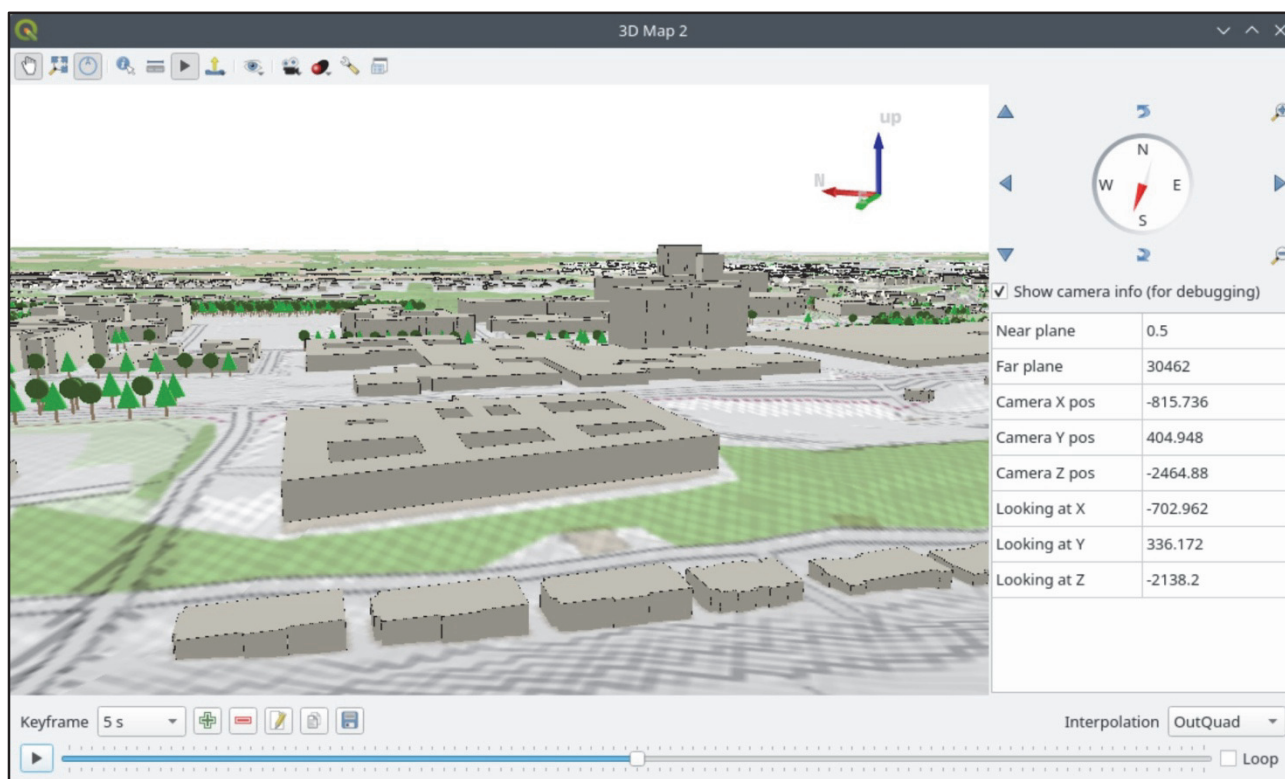 3D Map 2
up
N
N
W E
S
Show camera info (for debugging)
Near plane 0.5
Far plane 30462
Camera X pos -815.736
Camera Y pos 404.948
Camera Z pos -2464.88
Looking at X -702.962
Looking at Y 336.172
Looking at Z -2138.2
Keyframe 5 s Interpolation OutQuad
Loop